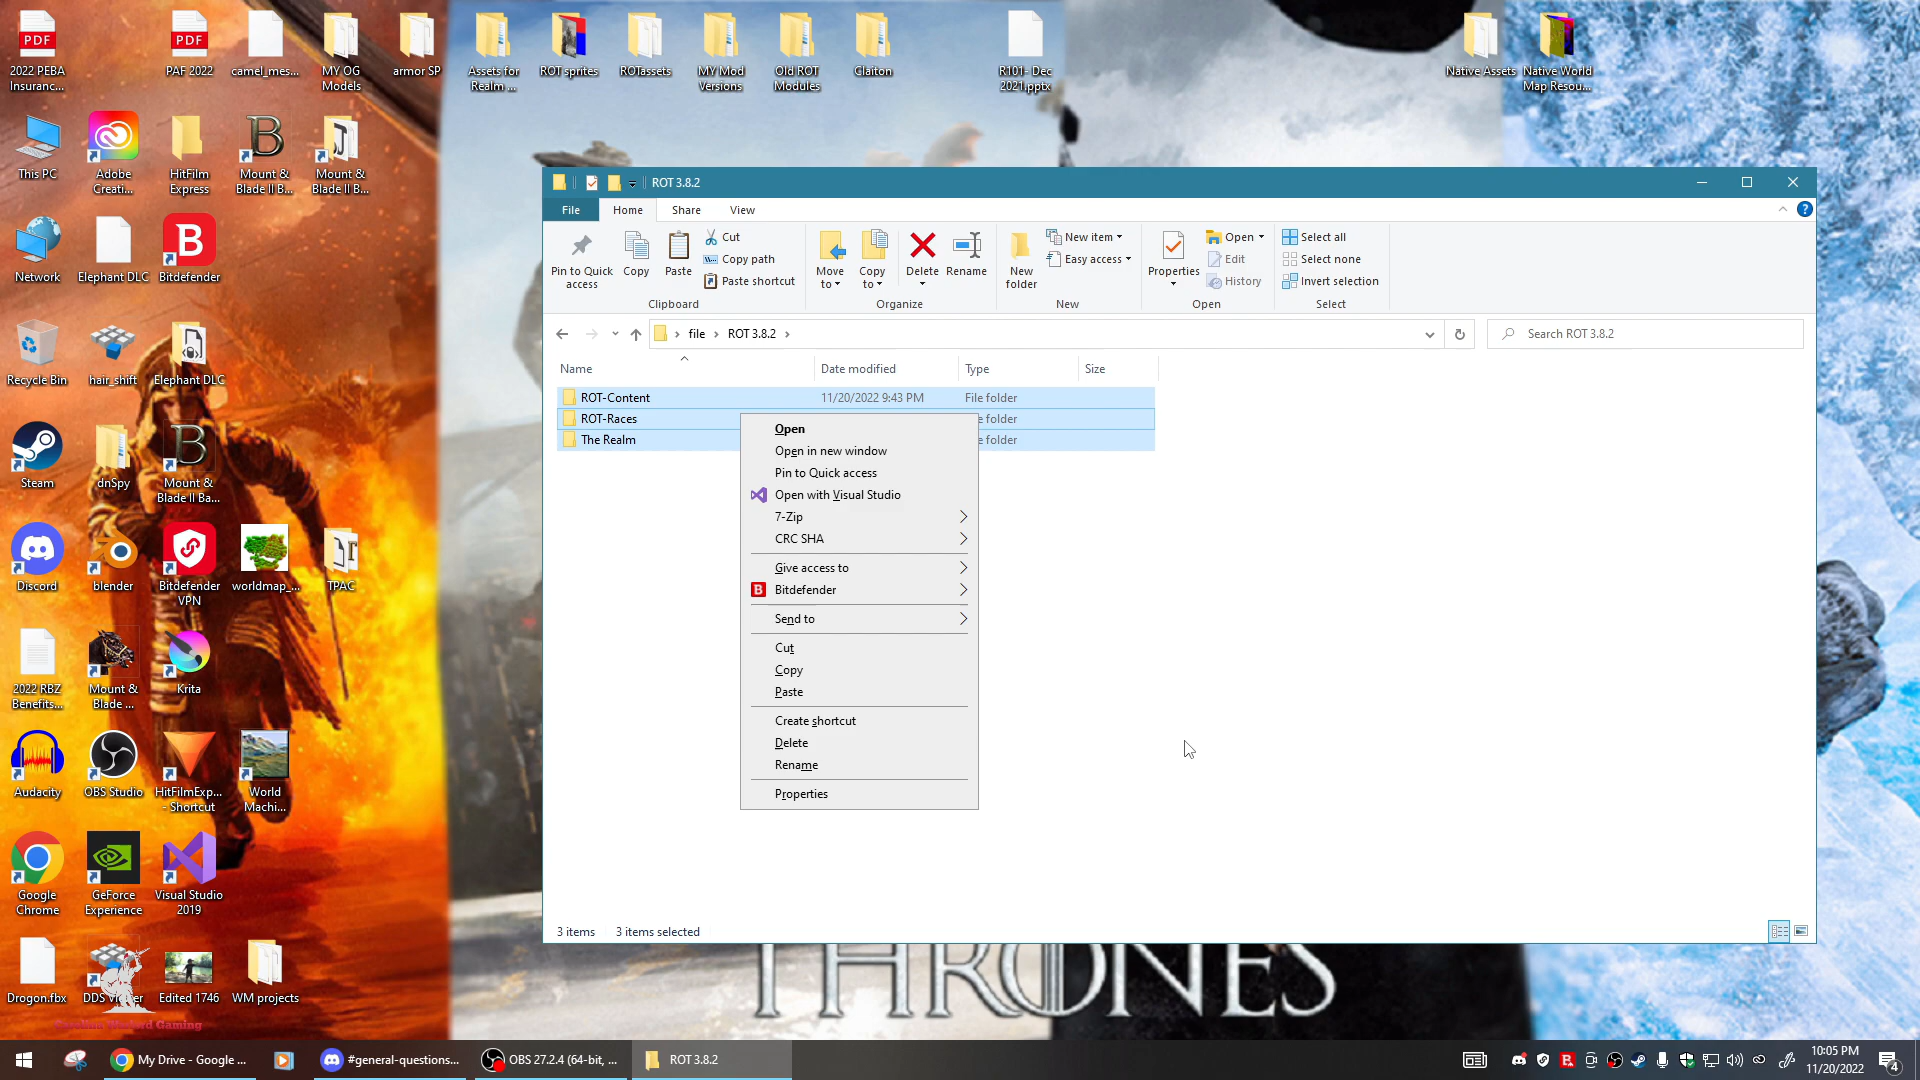 2022 PEBA
Insuranc...
PAF 2022
camel_mes...
MY OG
Models
armor SP
Assets for
Realm ...
ROT sprites
ROTassets
MY Mod
Versions
Old ROT
Modules
Claiton
R101- Dec
2021.pptx
Native Assets
Native World
Map Resou...
This PC
Adobe
Creati...
HitFilm
Express
Mount &
Blade II B...
Mount &
Blade II B...
Network
Elephant DLC
Bitdefender
Recycle Bin
hair_shift
Elephant DLC
Steam
dnSpy
Mount &
Blade II Ba...
Discord
blender
Bitdefender
VPN
worldmap_...
TPAC
2022 RBZ
Benefits...
Mount &
Blade ...
Krita
Audacity
OBS Studio
HitFilmExp...
- Shortcut
World
Machi...
Google
Chrome
GeForce
Experience
Visual Studio
2019
Drogon.fbx
DDS Viewer
Edited 1746
WM projects
ROT 3.8.2
File
Home
Share
View
Pin to Quick
access
Copy
Paste
Cut
Copy path
Paste shortcut
Clipboard
Move
to
Copy
to
Delete
Rename
Organize
New
folder
New item
Easy access
New
Properties
Open
Edit
History
Open
Select all
Select none
Invert selection
Select
file
ROT 3.8.2
Search ROT 3.8.2
Name
Date modified
Type
Size
ROT-Content
11/20/2022 9:43 PM
File folder
ROT-Races
e folder
The Realm
e folder
Open
Open in new window
Pin to Quick access
Open with Visual Studio
7-Zip
CRC SHA
Give access to
Bitdefender
Send to
Cut
Copy
Paste
Create shortcut
Delete
Rename
Properties
3 items
3 items selected
THRONES
My Drive - Google ...
#general-questions...
OBS 27.2.4 (64-bit, ...
ROT 3.8.2
10:05 PM
11/20/2022
4